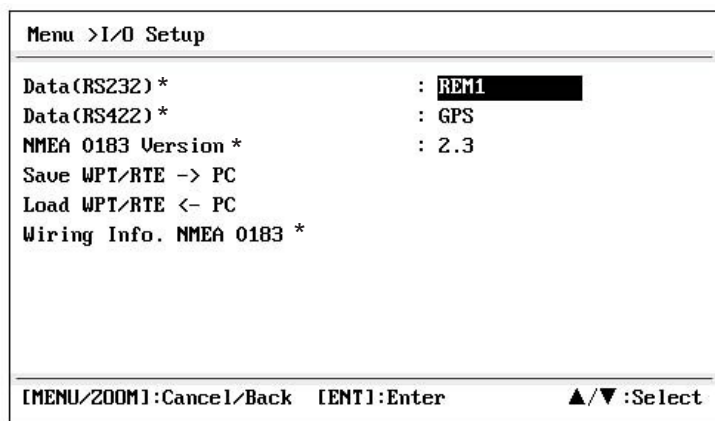 Menu >I/O Setup
Data(RS232)* : REM1
Data(RS422)* : GPS
NMEA 0183 Version* : 2.3
Save WPT/RTE -> PC
Load WPT/RTE <- PC
Wiring Info. NMEA 0183 *
[MENU/ZOOM]:Cancel/Back [ENT]:Enter ▲/▼:Select